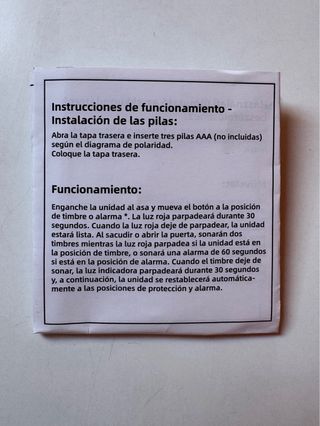 Instrucciones de funcionamiento -
Instalación de las pilas:
Abra la tapa trasera e inserte tres pilas AAA (no incluidas)
según el diagrama de polaridad.
Coloque la tapa trasera.
Funcionamiento:
Enganche la unidad al asa y mueva el botón a la posición
de timbre o alarma *. La luz roja parpadeará durante 30
segundos. Cuando la luz roja deje de parpadear, la unidad
estará lista. Al sacudir o abrir la puerta, sonarán dos
timbres mientras la luz roja parpadea si la unidad está en
la posición de timbre, o sonará una alarma de 60 segundos
si está en la posición de alarma. Cuando el timbre deje de
sonar, la luz indicadora parpadeará durante 30 segundos
y, a continuación, la unidad se restablecerá automática-
mente a las posiciones de protección y alarma.